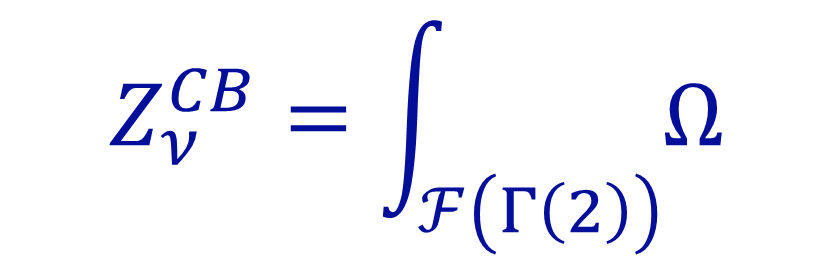 Z_ν^{CB} = ∫_{ℱ(Γ(2))} Ω